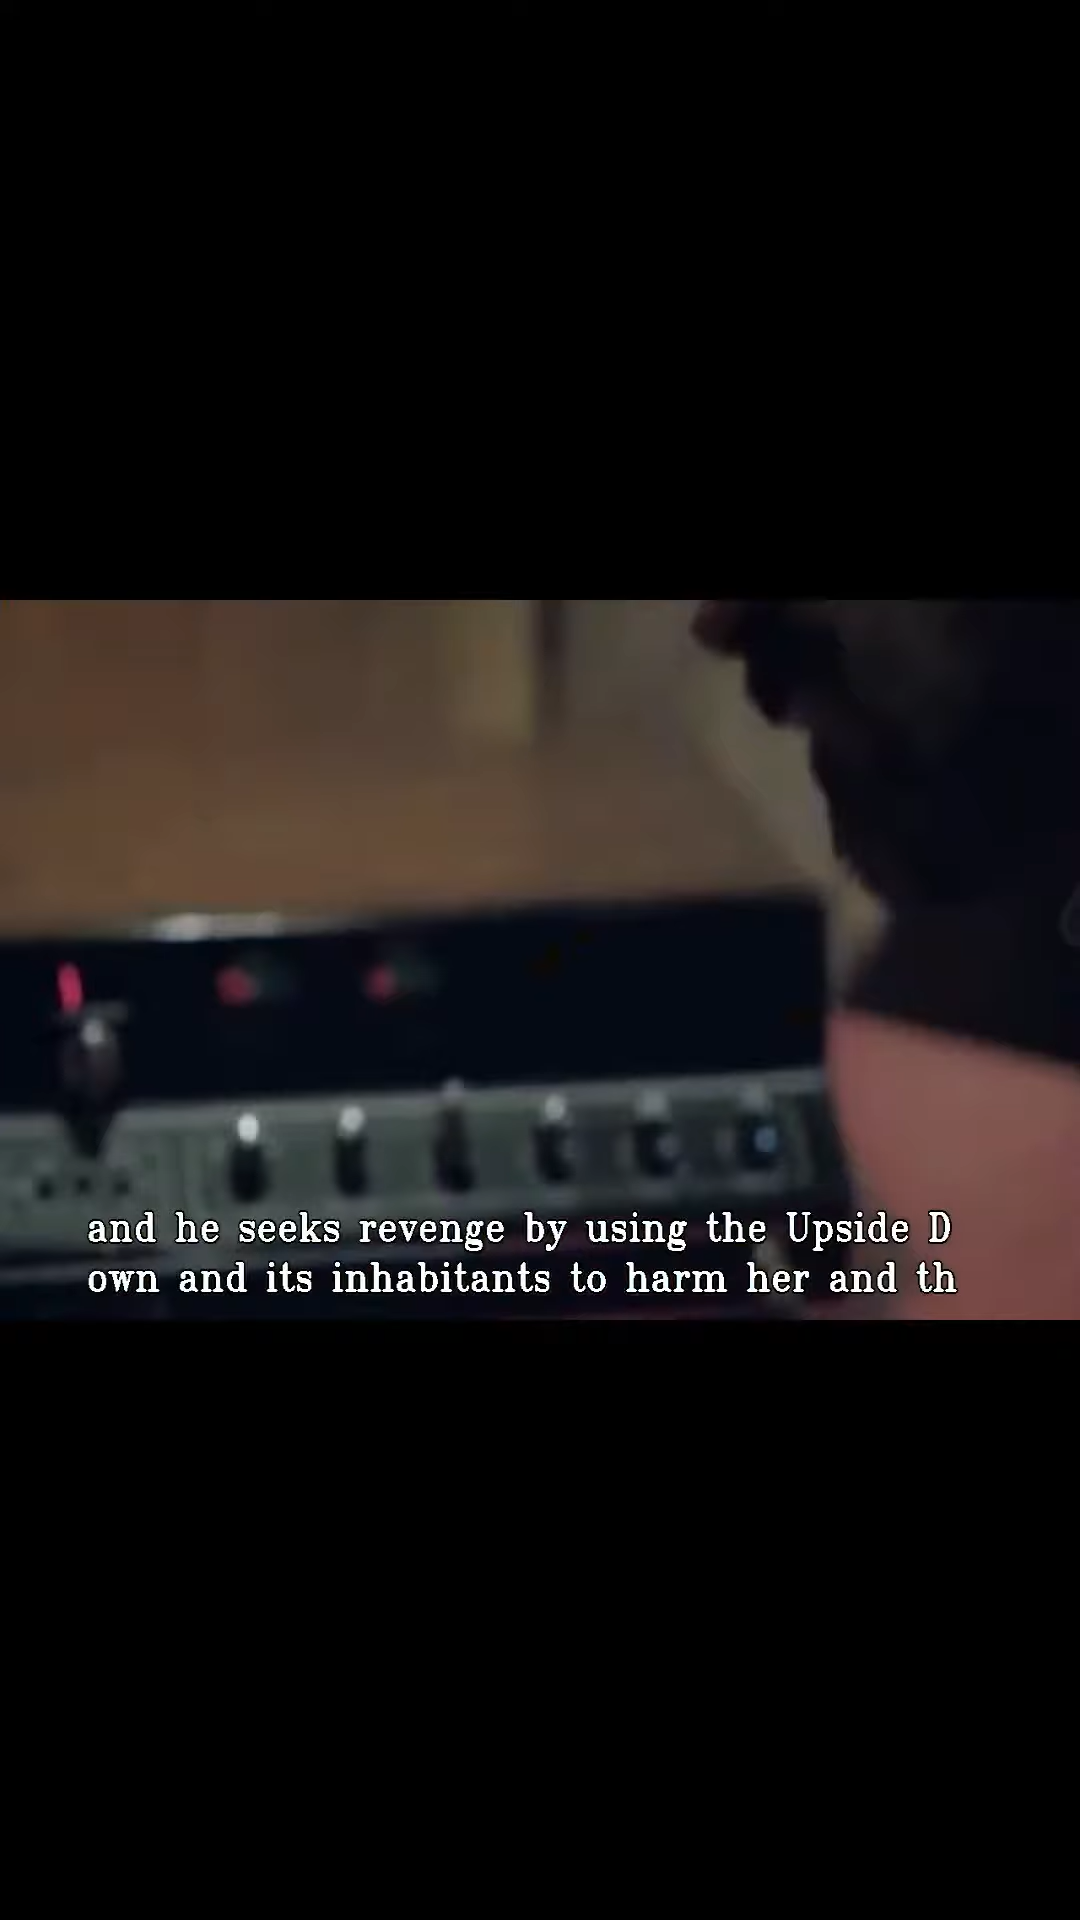 and he seeks revenge by using the Upside D
own and its inhabitants to harm her and th